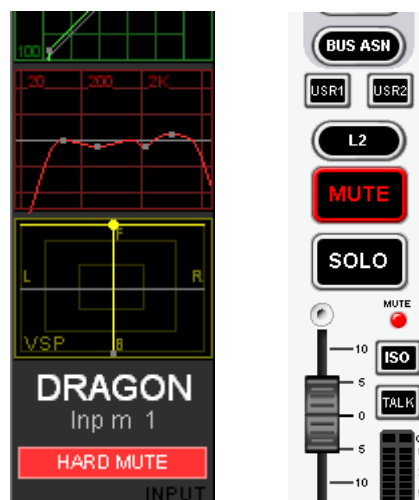 100
20 200 2K
F
L R
VSP B
DRAGON
Inp m 1
HARD MUTE
INPUT
BUS ASN
USR1 USR2
L2
MUTE
SOLO
MUTE
10
ISO
5
0
TALK
5
10